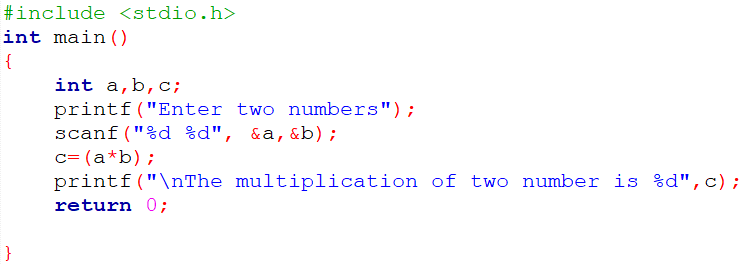 #include <stdio.h>
int main()
{
    int a,b,c;
    printf("Enter two numbers");
    scanf("%d %d", &a,&b);
    c=(a*b);
    printf("\nThe multiplication of two number is %d",c);
    return 0;
}